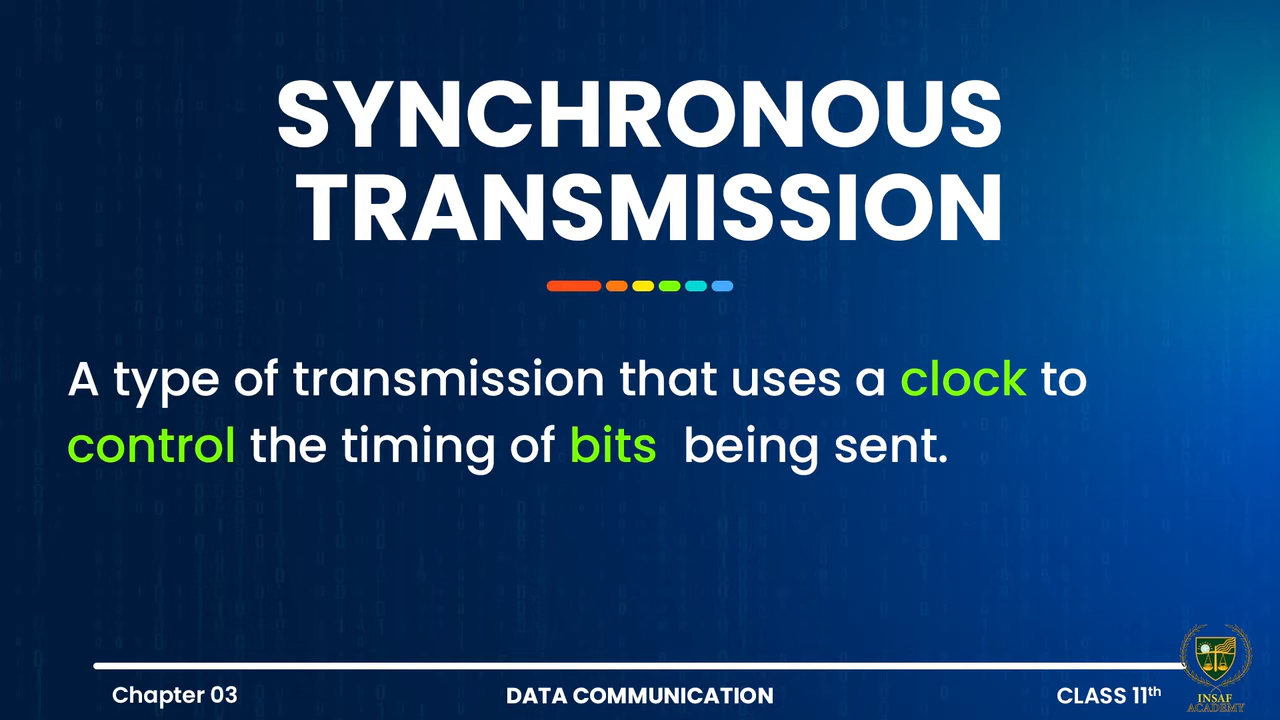 SYNCHRONOUS
TRANSMISSION
A type of transmission that uses a clock to
control the timing of bits being sent.
Chapter 03
DATA COMMUNICATION
CLASS 11th
INSAF
ACADEMY